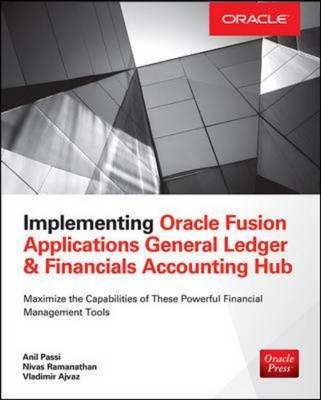 ORACLE
Implementing Oracle Fusion
Applications General Ledger
& Financials Accounting Hub
Maximize the Capabilities of These Powerful Financial
Management Tools
Anil Passi
Nivas Ramanathan
Vladimir Ajvaz
Oracle
Press